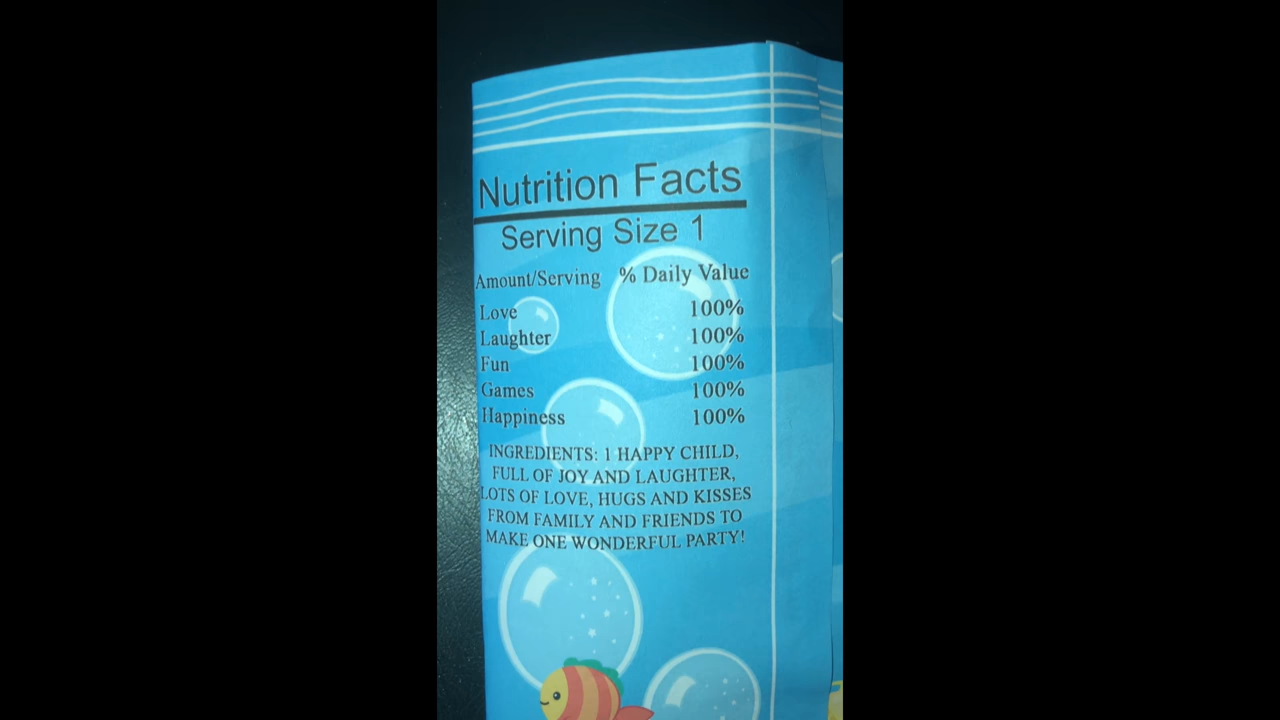 Nutrition Facts
Serving Size 1
Amount/Serving % Daily Value
Love 100%
Laughter 100%
Fun 100%
Games 100%
Happiness 100%
INGREDIENTS: 1 HAPPY CHILD,
FULL OF JOY AND LAUGHTER,
LOTS OF LOVE, HUGS AND KISSES
FROM FAMILY AND FRIENDS TO
MAKE ONE WONDERFUL PARTY!